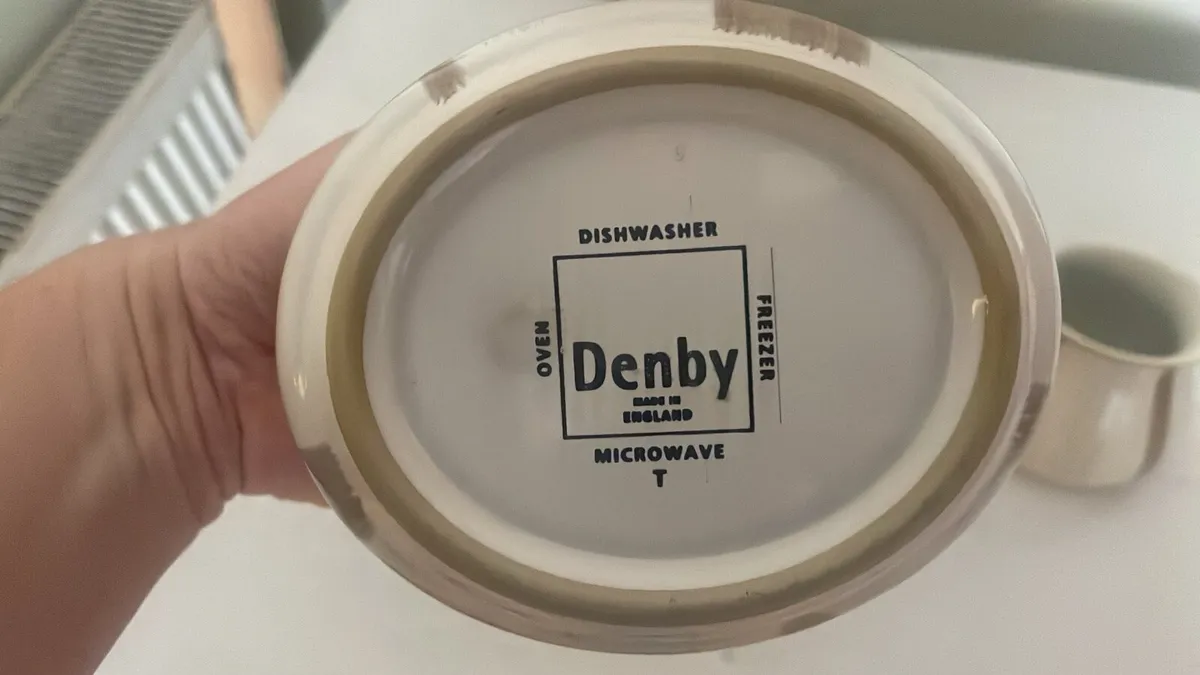 DISHWASHER
OVEN
FREEZER
Denby
MADE IN
ENGLAND
MICROWAVE
T